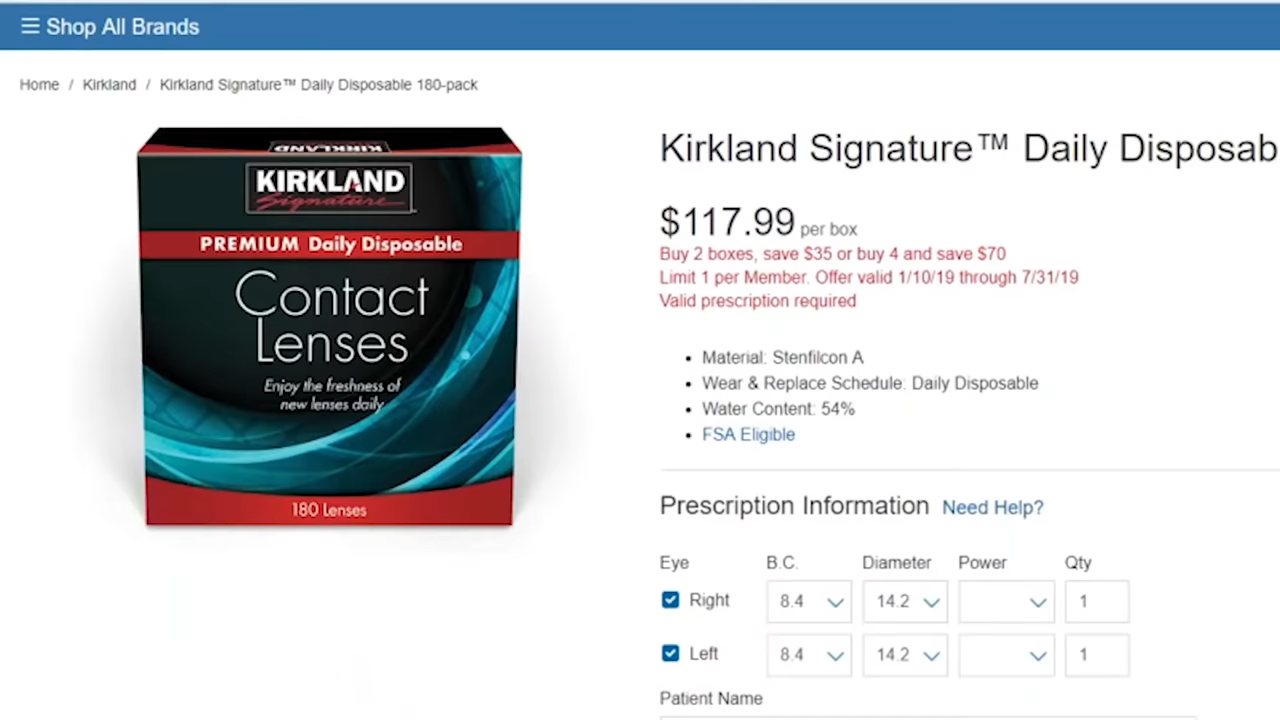 ☰ Shop All Brands
Home / Kirkland / Kirkland Signature™ Daily Disposable 180-pack
KIRKLAND
KIRKLAND
Signature
PREMIUM Daily Disposable
Contact
Lenses
Enjoy the freshness of
new lenses daily
180 Lenses
Kirkland Signature™ Daily Disposab
$117.99 per box
Buy 2 boxes, save $35 or buy 4 and save $70
Limit 1 per Member. Offer valid 1/10/19 through 7/31/19
Valid prescription required
• Material: Stenfilcon A
• Wear & Replace Schedule: Daily Disposable
• Water Content: 54%
• FSA Eligible
Prescription Information Need Help?
Eye B.C. Diameter Power Qty
Right 8.4 14.2 1
Left 8.4 14.2 1
Patient Name